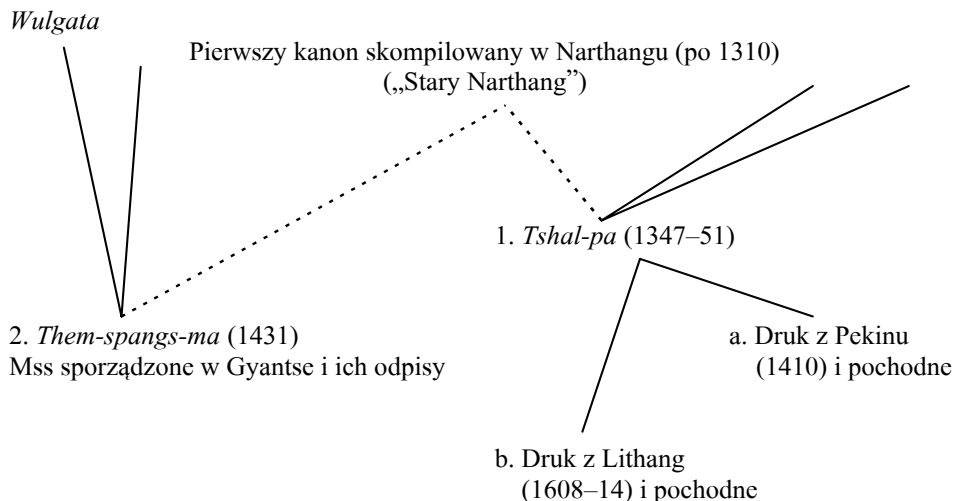 Wulgata
Pierwszy kanon skompilowany w Narthangu (po 1310)
(„Stary Narthang”)
1. Tshal-pa (1347–51)
2. Them-spangs-ma (1431)
Mss sporządzone w Gyantse i ich odpisy
a. Druk z Pekinu
(1410) i pochodne
b. Druk z Lithang
(1608–14) i pochodne